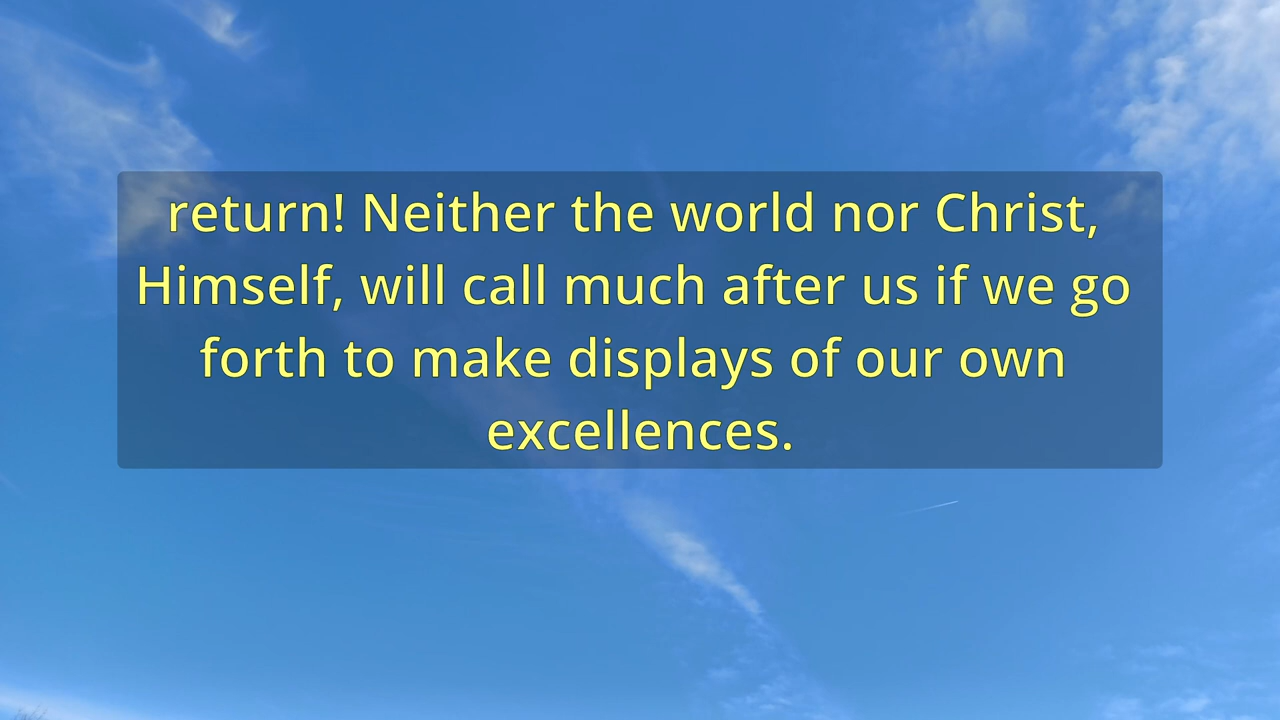 return! Neither the world nor Christ,
Himself, will call much after us if we go
forth to make displays of our own
excellences.